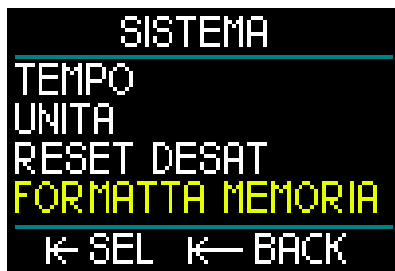 SISTEMA
TEMPO
UNITA
RESET DESAT
FORMATTA MEMORIA
SEL BACK